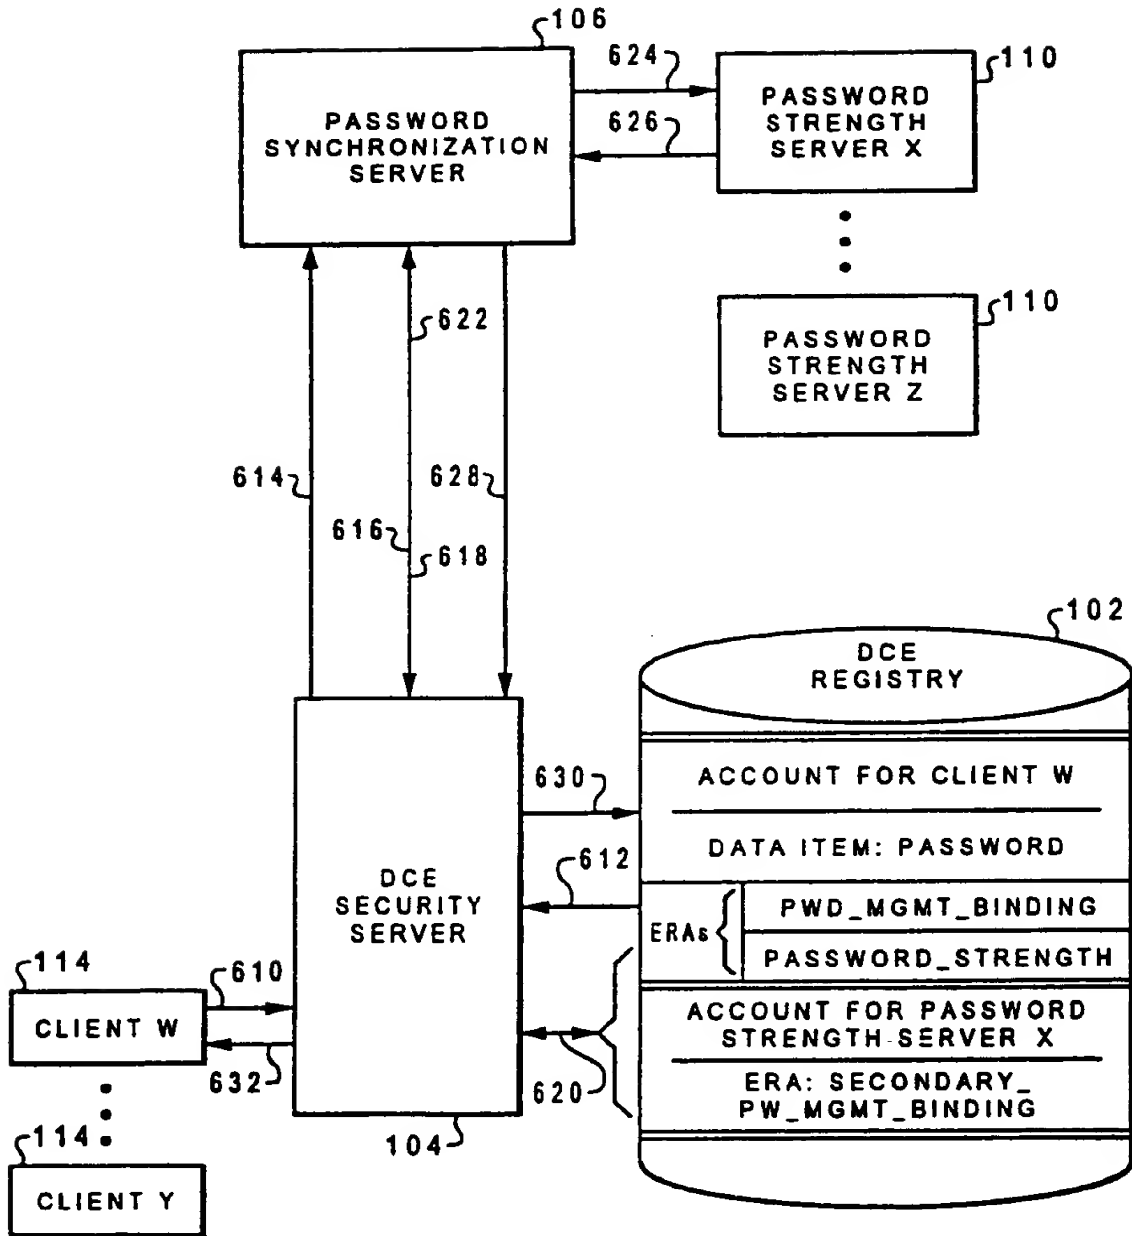 106
624
110
PASSWORD
SYNCHRONIZATION
SERVER
626
PASSWORD
STRENGTH
SERVER X
110
622
PASSWORD
STRENGTH
SERVER Z
614
628
616
618
102
DCE
REGISTRY
630
ACCOUNT FOR CLIENT W
DATA ITEM: PASSWORD
612
DCE
SECURITY
SERVER
ERAs
PWD_MGMT_BINDING
PASSWORD_STRENGTH
114
610
CLIENT W
632
620
ACCOUNT FOR PASSWORD
STRENGTH SERVER X
ERA: SECONDARY_
PW_MGMT_BINDING
114
104
CLIENT Y